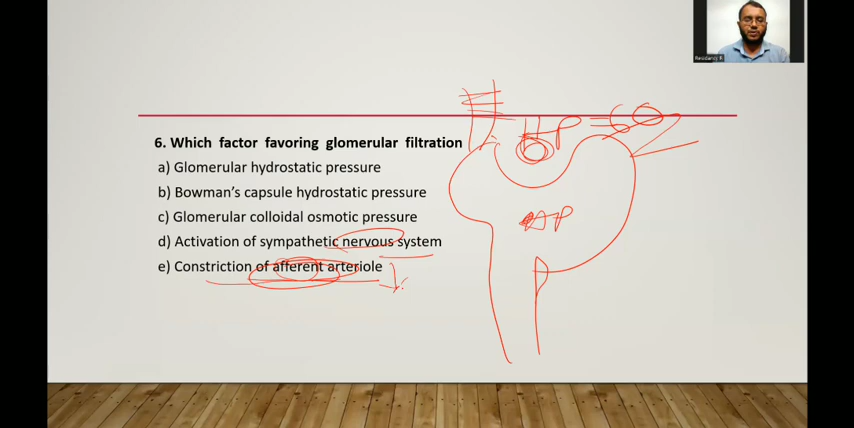 6. Which factor favoring glomerular filtration
a) Glomerular hydrostatic pressure
b) Bowman's capsule hydrostatic pressure
c) Glomerular colloidal osmotic pressure
d) Activation of sympathetic nervous system
e) Constriction of afferent arteriole